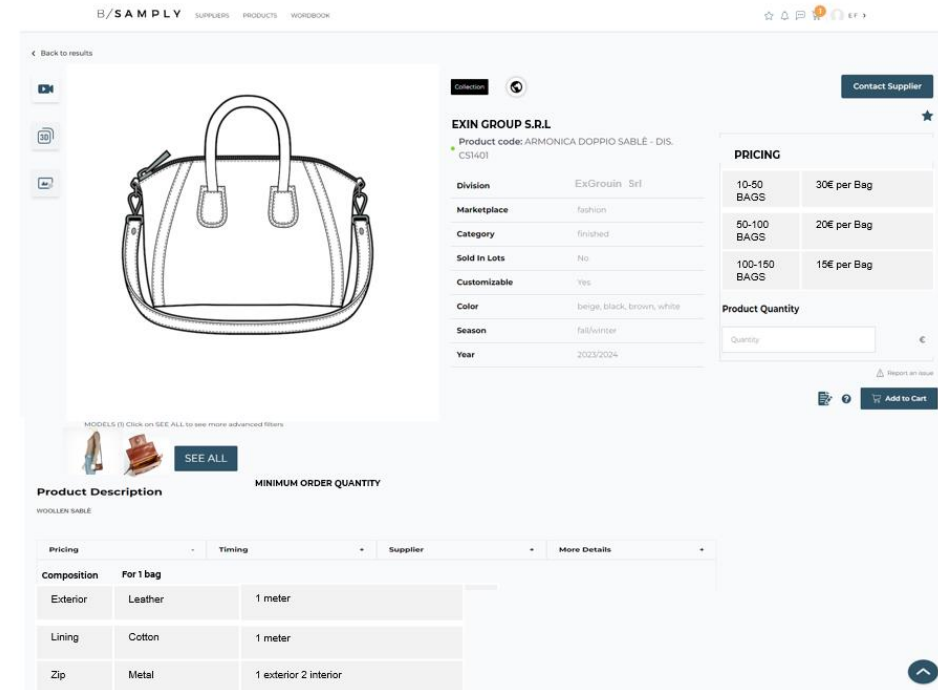 B/SAMPLY SUPPLIERS PRODUCTS WORDBOOK
EF
Back to results
3D
Collection
Contact Supplier
EXIN GROUP S.R.L
Product code: ARMONICA DOPPIO SABLÈ - DIS.
CS1401
Division ExGrouin Srl
Marketplace fashion
Category finished
Sold In Lots No
Customizable Yes
Color beige, black, brown, white
Season fall/winter
Year 2023/2024
PRICING
10-50 BAGS 30€ per Bag
50-100 BAGS 20€ per Bag
100-150 BAGS 15€ per Bag
Product Quantity
Quantity €
Report an issue
Add to Cart
MODELS (1) Click on SEE ALL to see more advanced filters
SEE ALL
MINIMUM ORDER QUANTITY
Product Description
WOOLLEN SABLÈ
Pricing - Timing + Supplier + More Details +
Composition For 1 bag
Exterior Leather 1 meter
Lining Cotton 1 meter
Zip Metal 1 exterior 2 interior